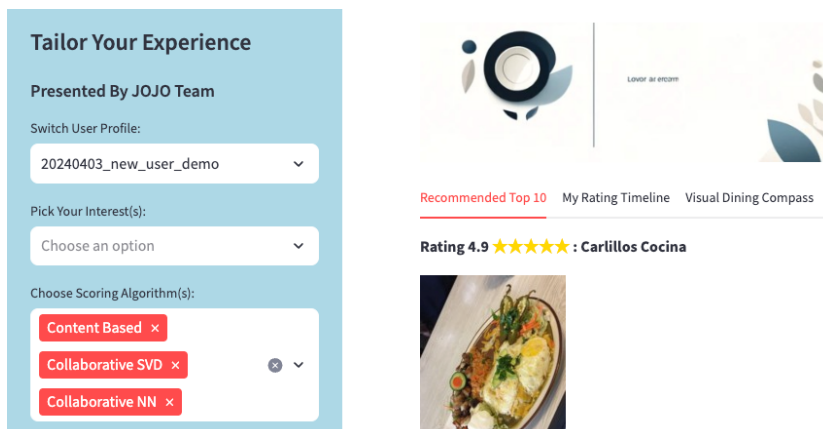 Tailor Your Experience
Presented By JOJO Team
Switch User Profile:
20240403_new_user_demo
Pick Your Interest(s):
Choose an option
Choose Scoring Algorithm(s):
Content Based ×
Collaborative SVD ×
Collaborative NN ×
Lovor ar ercom
Recommended Top 10 My Rating Timeline Visual Dining Compass
Rating 4.9 ⭐⭐⭐⭐⭐ : Carlillos Cocina